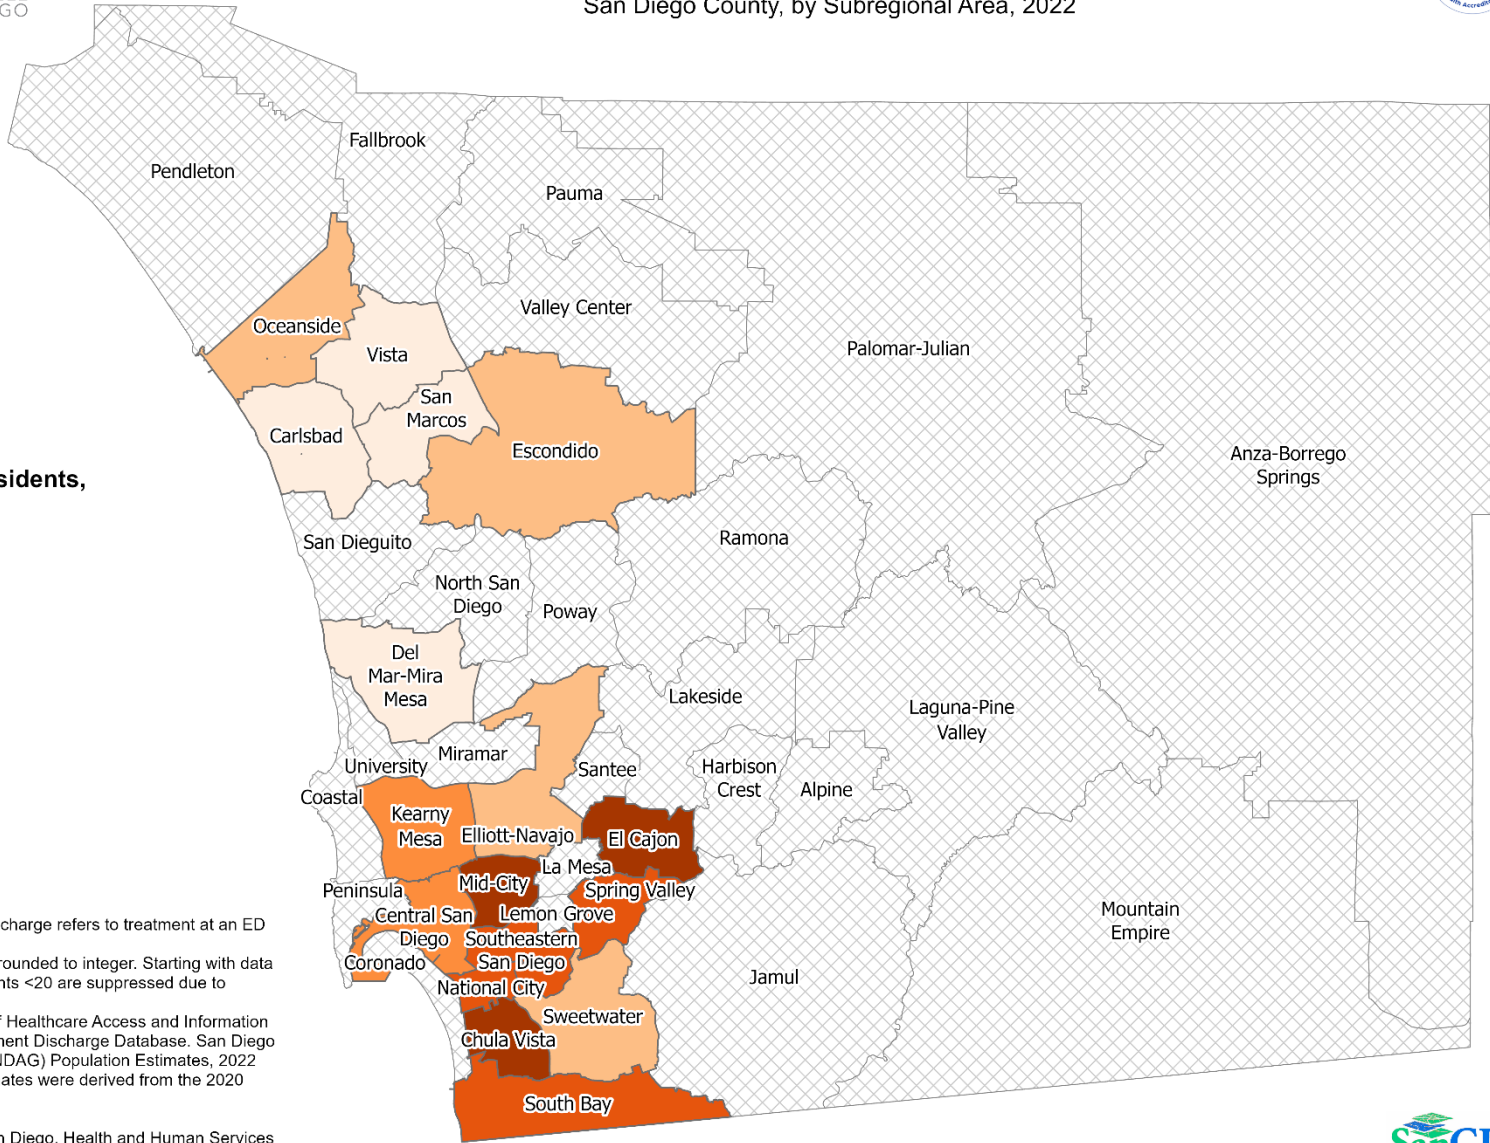 GO
San Diego County, by Subregional Area, 2022
Fallbrook
Pendleton
Pauma
Valley Center
Oceanside
Vista
Palomar-Julian
San
Marcos
Carlsbad
Escondido
Anza-Borrego
Springs
sidents,
San Dieguito
Ramona
North San
Diego
Poway
Del
Mar-Mira
Mesa
Lakeside
Laguna-Pine
Valley
Miramar
University
Santee
Harbison
Crest
Alpine
Coastal
Kearny
Mesa
Elliott-Navajo
El Cajon
La Mesa
Mid-City
Peninsula
Spring Valley
Central San
Diego
Lemon Grove
Mountain
Empire
Southeastern
San Diego
Coronado
Jamul
National City
Sweetwater
Chula Vista
South Bay
charge refers to treatment at an ED
rounded to integer. Starting with data
nts <20 are suppressed due to
f Healthcare Access and Information
nent Discharge Database. San Diego
NDAG) Population Estimates, 2022
ates were derived from the 2020
n Diego, Health and Human Services